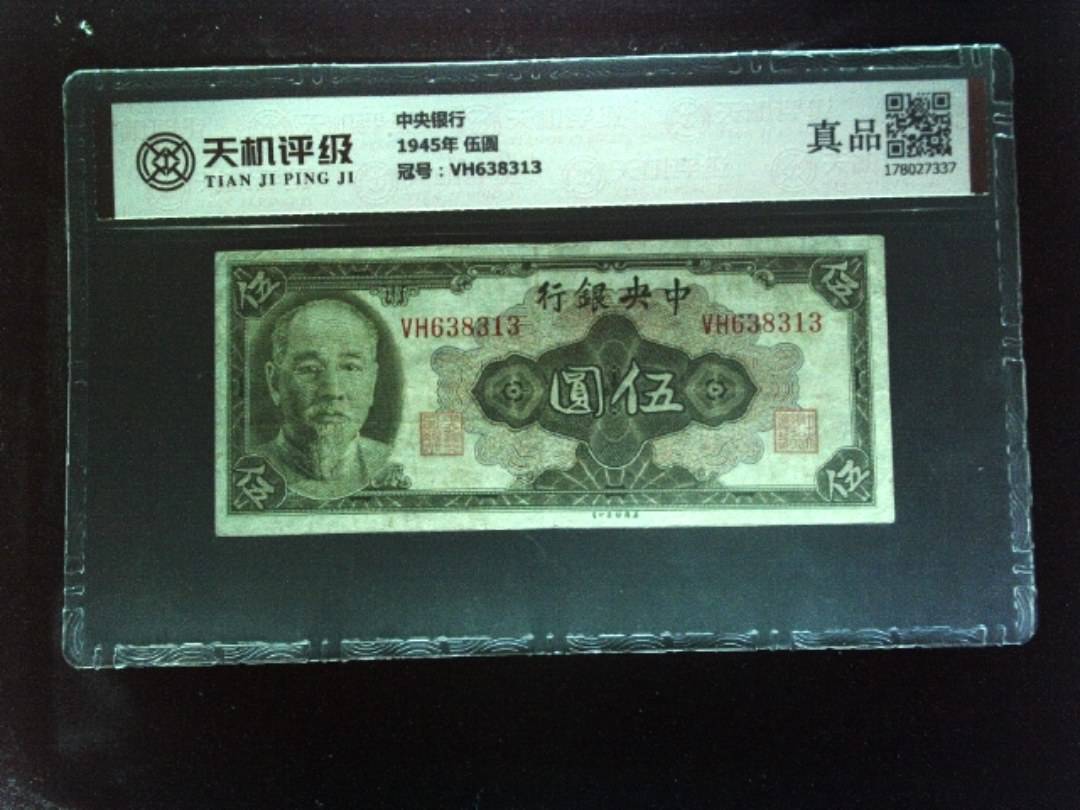 天机评级
TIAN JI PING JI
中央银行
1945年 伍圆
冠号：VH638313
真品
178027337
伍
伍
行銀央中
VH638313
VH638313
圓伍
伍
伍